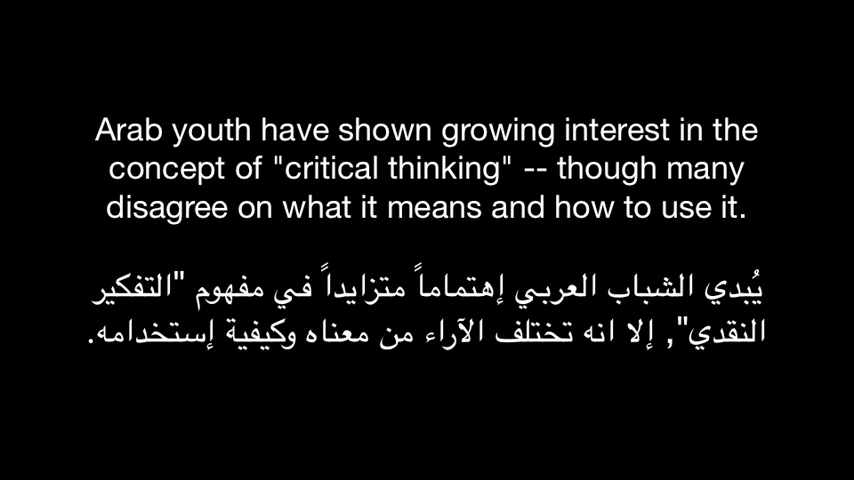 Arab youth have shown growing interest in the
concept of "critical thinking" -- though many
disagree on what it means and how to use it.
يُبدي الشباب العربي إهتماماً متزايداً في مفهوم "التفكير
النقدي", إلا انه تختلف الآراء من معناه وكيفية إستخدامه.